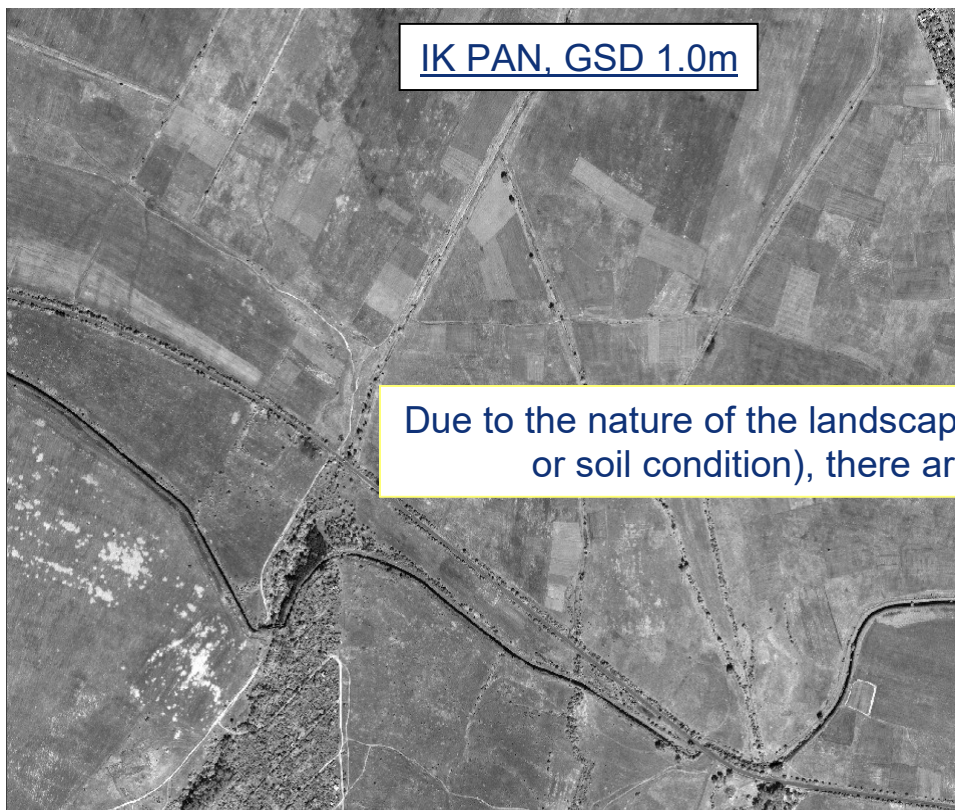 IK PAN, GSD 1.0m
Due to the nature of the landscap
or soil condition), there ar